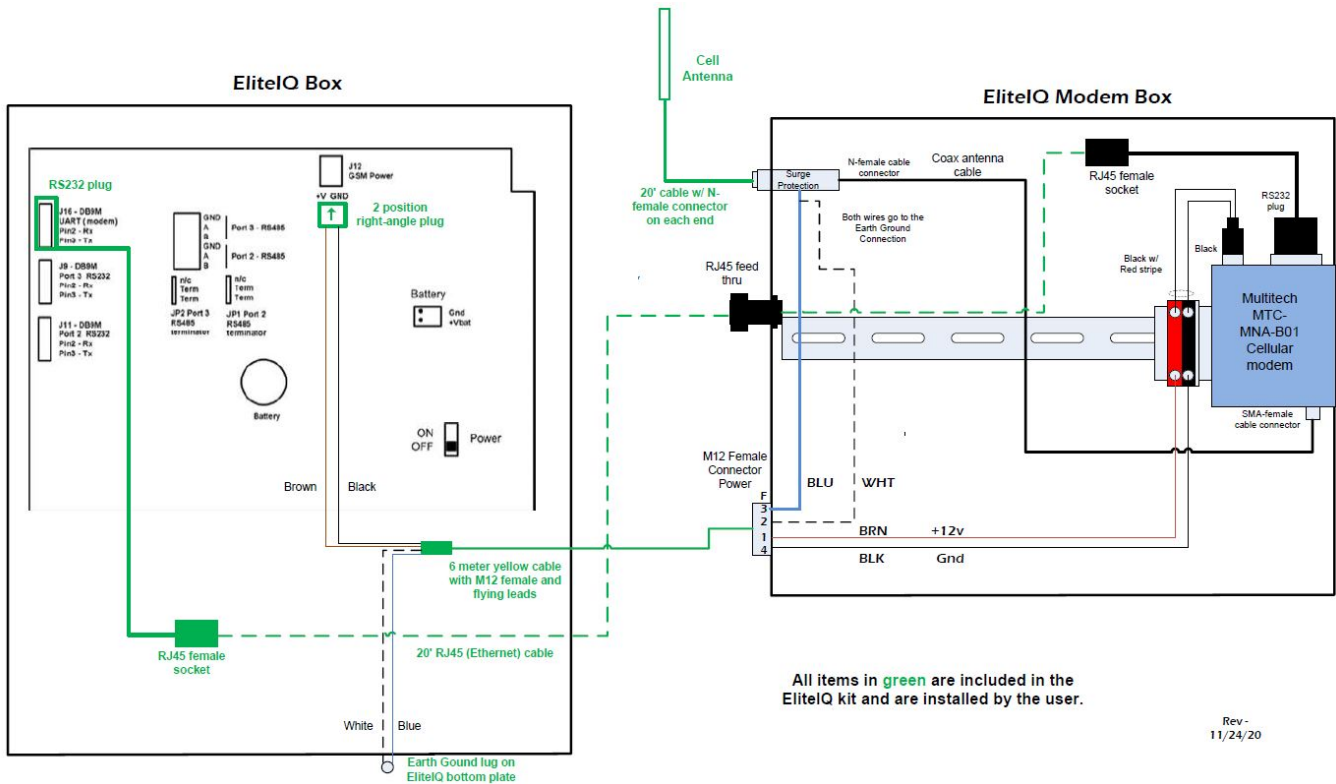 EliteIQ Box
RS232 plug
J16 - DB9M
UART (modem)
Pin2 - Rx
Pin3 - Tx
J9 - DB9M
Port 3 RS232
Pin2 - Rx
Pin3 - Tx
J11 - DB9M
Port 2 RS232
Pin2 - Rx
Pin3 - Tx
GND
A
B
GND
A
B
Port 3 - RS485
Port 2 - RS485
n/c
Term
Term
n/c
Term
Term
JP2 Port 3
RS485
terminator
JP1 Port 2
RS485
terminator
J12
GSM Power
+V GND
2 position
right-angle plug
Battery
Gnd
+Vbat
Battery
ON
OFF
Power
Brown
Black
6 meter yellow cable
with M12 female and
flying leads
RJ45 female
socket
20' RJ45 (Ethernet) cable
White
Blue
Earth Gound lug on
EliteIQ bottom plate
Cell
Antenna
20' cable w/ N-
female connector
on each end
EliteIQ Modem Box
Surge
Protection
N-female cable
connector
Coax antenna
cable
RJ45 female
socket
RS232
plug
Both wires go to the
Earth Ground
Connection
Black
Black w/
Red stripe
RJ45 feed
thru
Multitech
MTC-
MNA-B01
Cellular
modem
SMA-female
cable connector
M12 Female
Connector
Power
F
3
2
1
4
BLU
WHT
BRN
+12v
BLK
Gnd
All items in green are included in the
EliteIQ kit and are installed by the user.
Rev -
11/24/20